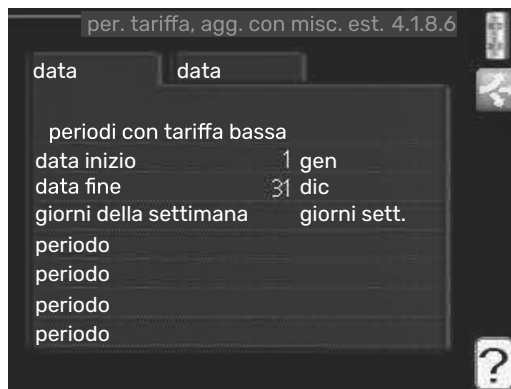 per. tariffa, agg. con misc. est. 4.1.8.6
data data
periodi con tariffa bassa
data inizio 1 gen
data fine 31 dic
giorni della settimana giorni sett.
periodo
periodo
periodo
periodo
?